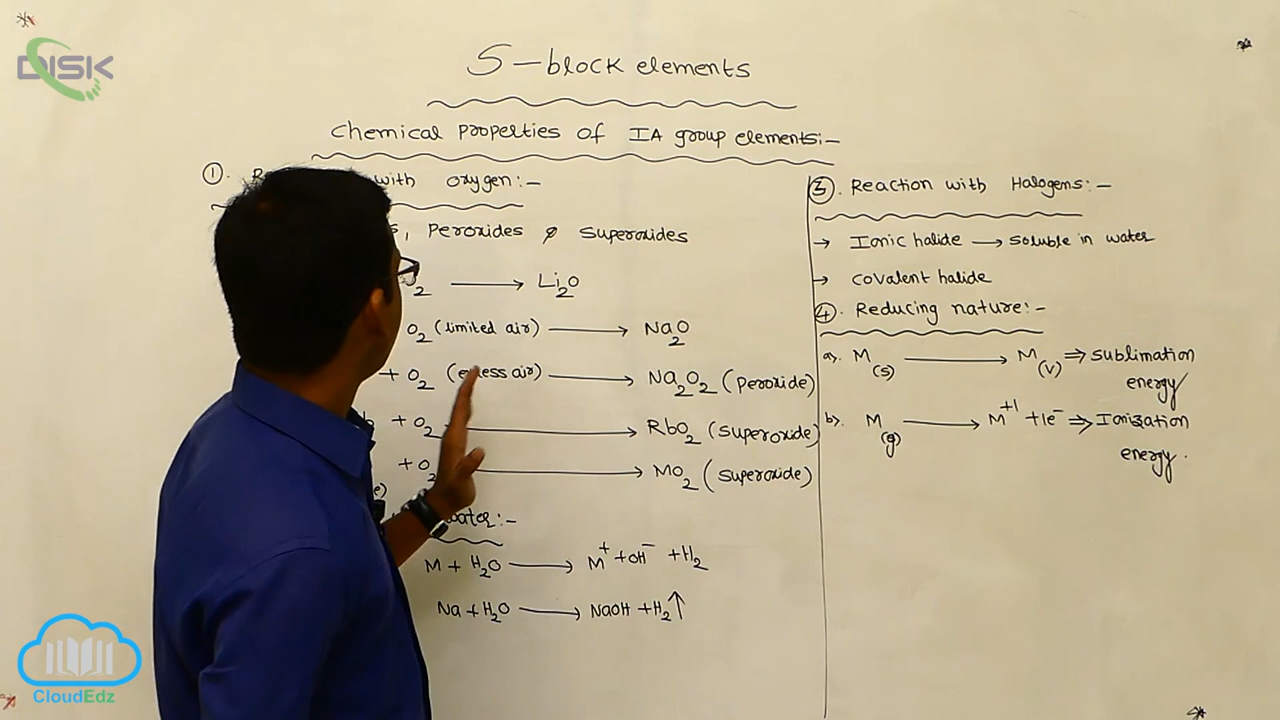 DISK
S-block elements
Chemical properties of IA group elements:-
①. with oxygen:-
, Peroxides & Superoxides
2 ⟶ Li₂O
O₂ (limited air) ⟶ Na₂O
+ O₂ (excess air) ⟶ Na₂O₂ (peroxide)
+ O₂ ⟶ RbO₂ (superoxide)
+ O₂ ⟶ MO₂ (superoxide)
water:-
M + H₂O ⟶ M⁺ + OH⁻ + H₂
Na + H₂O ⟶ NaOH + H₂↑
③. Reaction with Halogens:-
→ Ionic halide ⟶ soluble in water
→ covalent halide
④. Reducing nature:-
a). M(s) ⟶ M(v) ⇒ sublimation
energy
b). M(g) ⟶ M⁺¹ + 1e⁻ ⇒ Ionization
energy.
CloudEdz